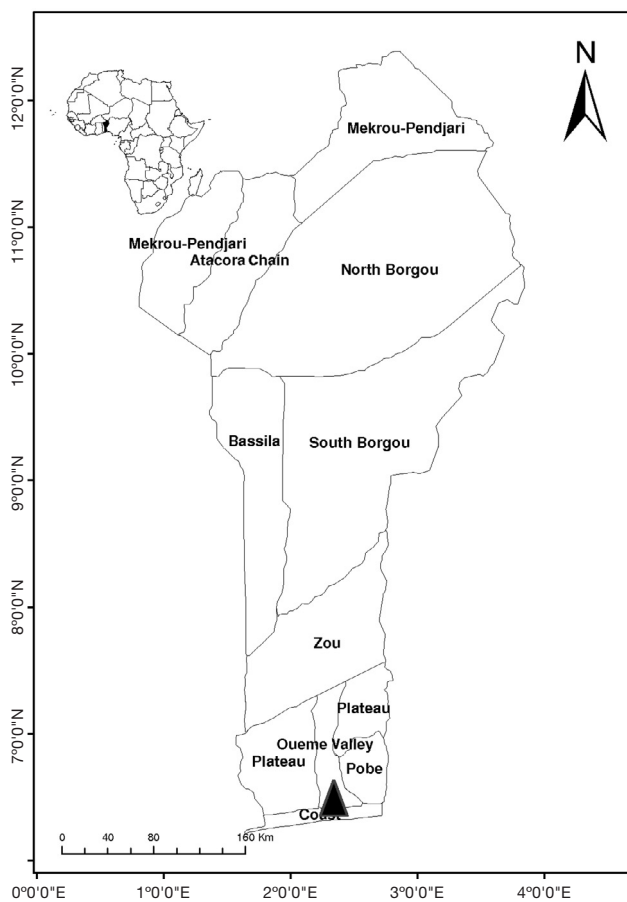 N
12°0'0"N
Mekrou-Pendjari
11°0'0"N
Mekrou-Pendjari
Atacora Chain
North Borgou
10°0'0"N
Bassila
South Borgou
9°0'0"N
8°0'0"N
Zou
Plateau
7°0'0"N
Oueme Valley
Plateau
Pobe
Coast
0 40 80 160 Km
0°0'0"E 1°0'0"E 2°0'0"E 3°0'0"E 4°0'0"E